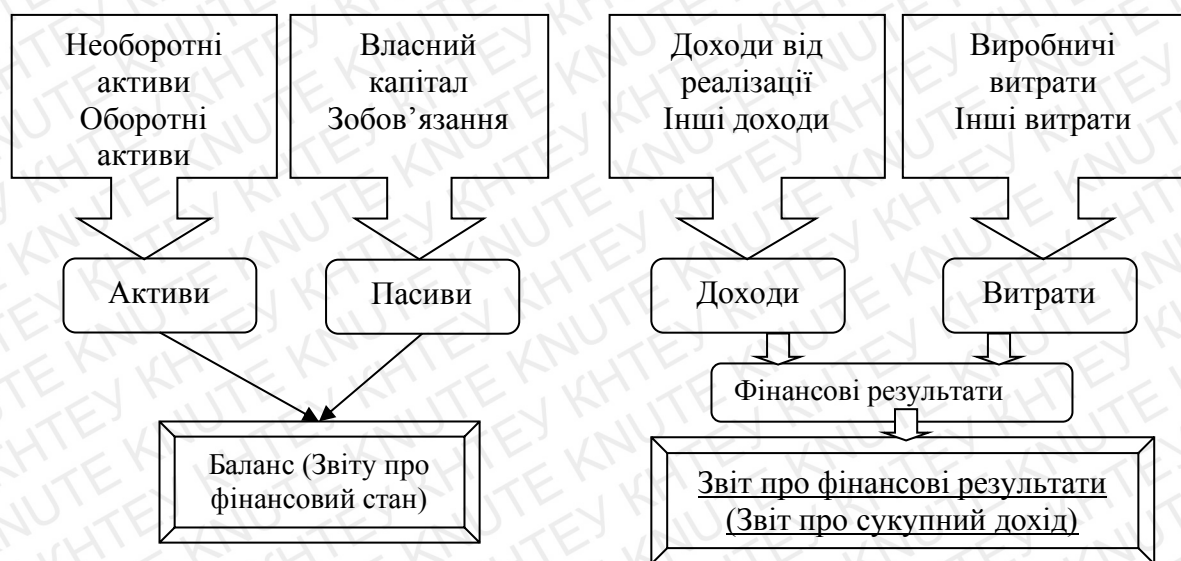 Необоротні
активи
Оборотні
активи
Власний
капітал
Зобов’язання
Доходи від
реалізації
Інші доходи
Виробничі
витрати
Інші витрати
Активи
Пасиви
Доходи
Витрати
Фінансові результати
Баланс (Звіту про
фінансовий стан)
Звіт про фінансові результати
(Звіт про сукупний дохід)